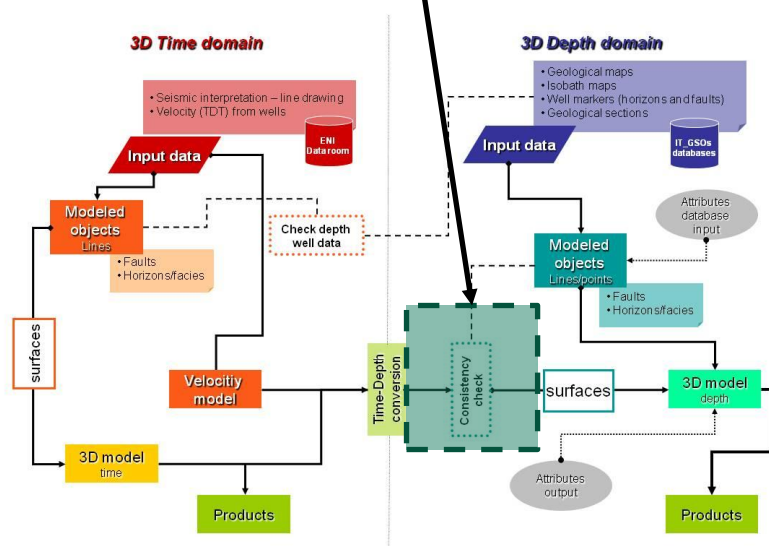 3D Time domain
• Seismic interpretation – line drawing
• Velocity (TDT) from wells
ENI
Data room
Input data
Modeled
objects
Lines
• Faults
• Horizons/facies
Check depth
well data
surfaces
Velocitiy
model
3D model
time
Products
Time-Depth
conversion
3D Depth domain
• Geological maps
• Isobath maps
• Well markers (horizons and faults)
• Geological sections
IT_GSOs
databases
Input data
Attributes
database
input
Modeled
objects
Lines/points
• Faults
• Horizons/facies
Consistency
check
surfaces
3D model
depth
Attributes
output
Products